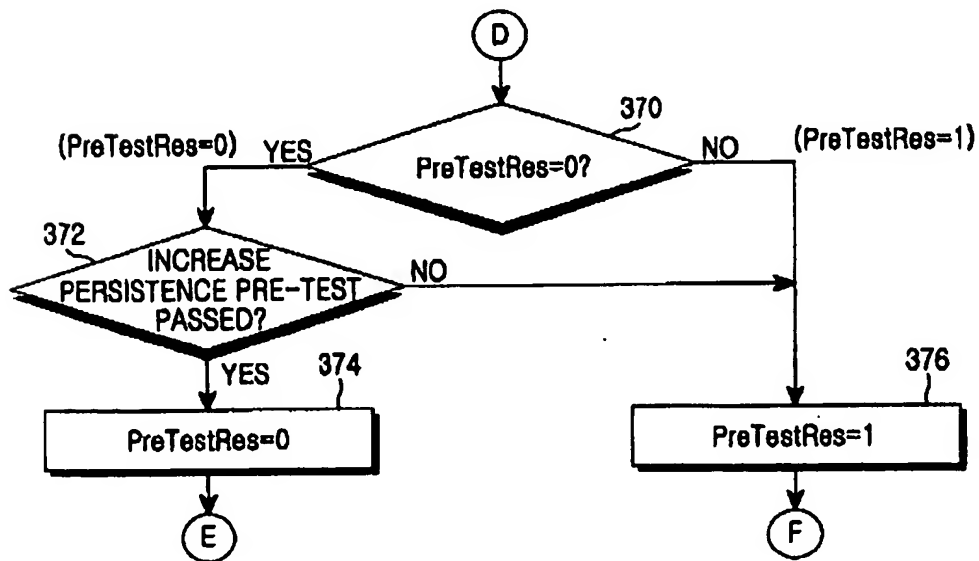 D
370
(PreTestRes=0)
YES
PreTestRes=0?
NO
(PreTestRes=1)
372
INCREASE
PERSISTENCE PRE-TEST
PASSED?
NO
YES
374
PreTestRes=0
376
PreTestRes=1
E
F